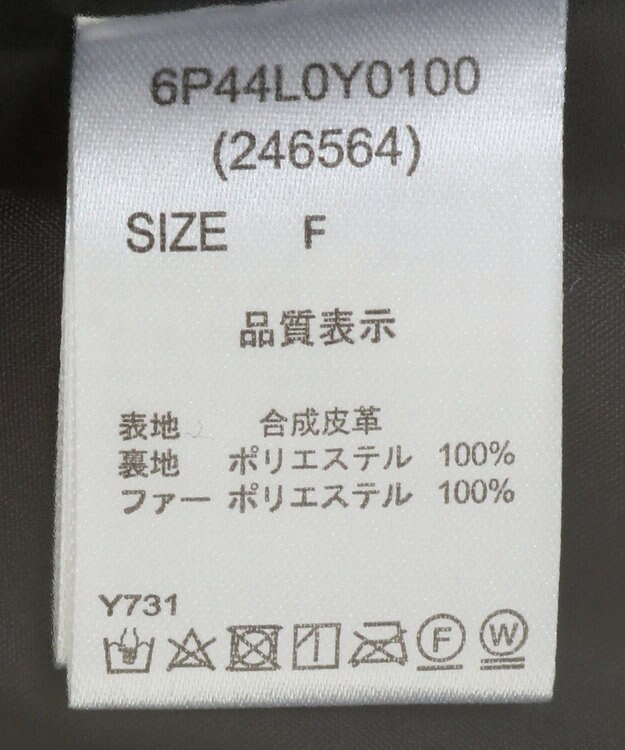 6P44L0Y0100
(246564)
SIZE F
品質表示
表地 合成皮革
裏地 ポリエステル 100%
ファー ポリエステル 100%
Y731
F W